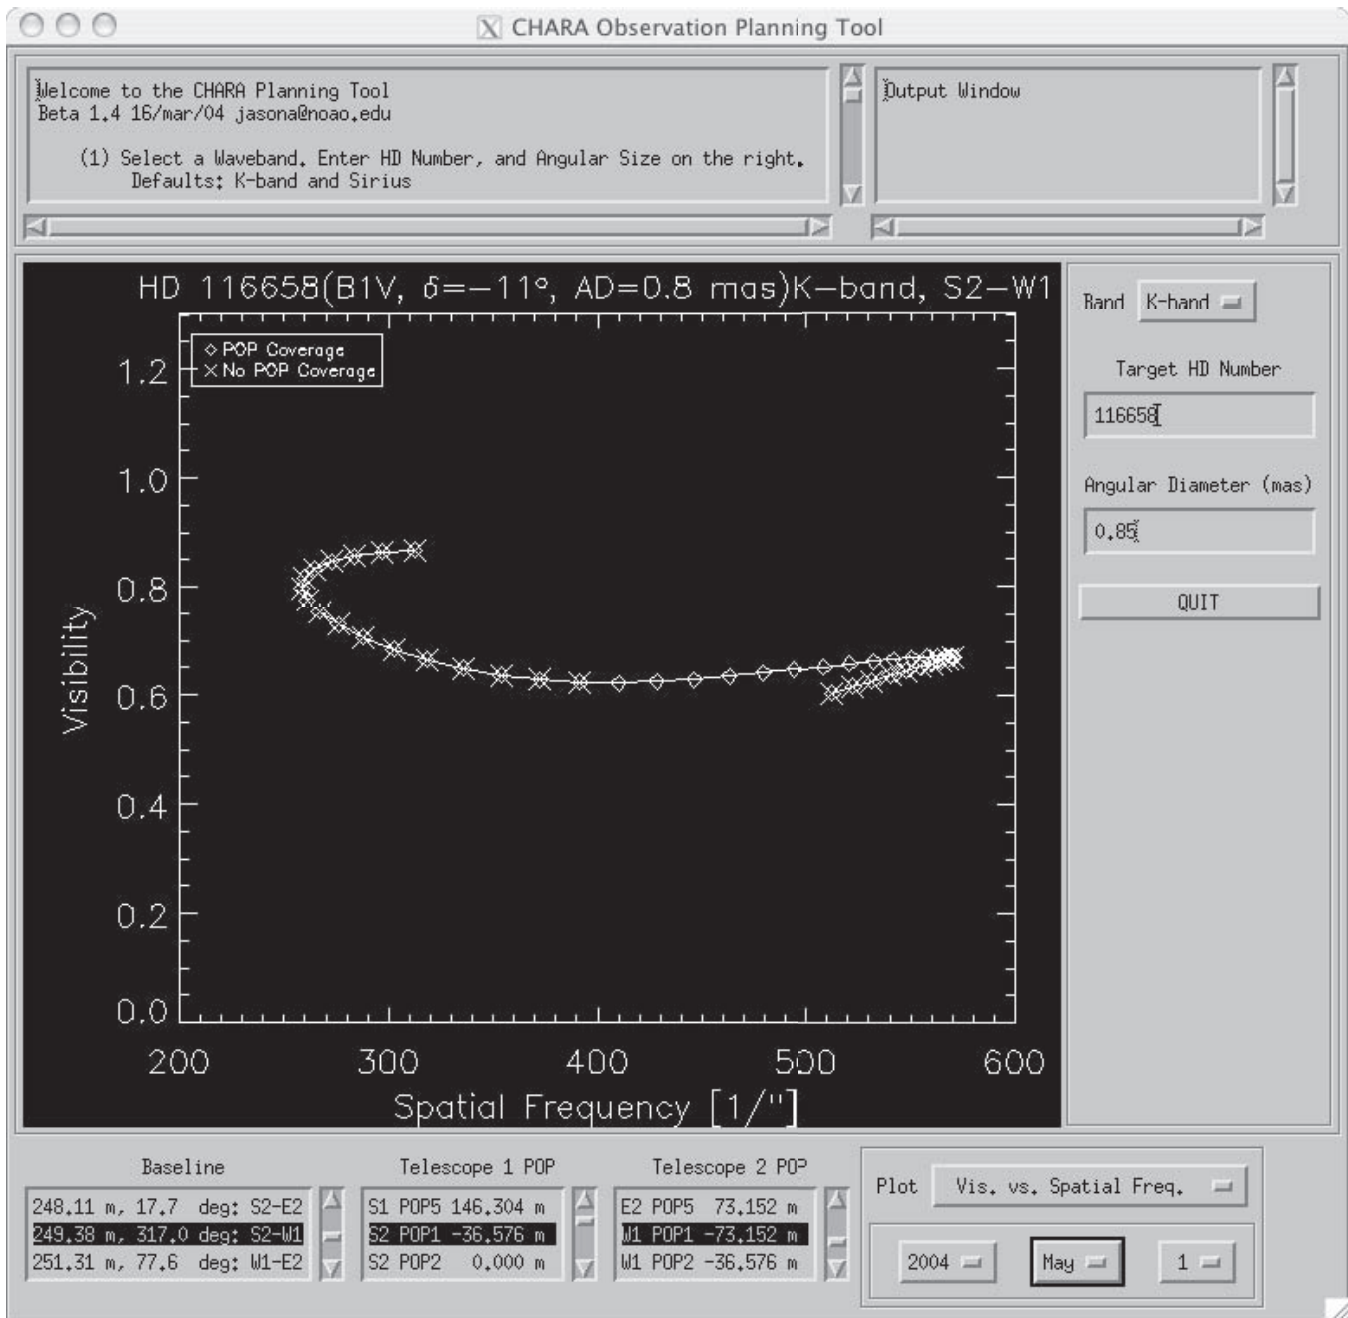 CHARA Observation Planning Tool
Welcome to the CHARA Planning Tool
Beta 1.4 16/mar/04 jasona@noao.edu
(1) Select a Waveband. Enter HD Number, and Angular Size on the right.
Defaults: K-band and Sirius
Output Window
HD 116658(B1V, δ=−11°, AD=0.8 mas)K−band, S2−W1
◇ POP Coverage
× No POP Coverage
1.2
1.0
0.8
0.6
0.4
0.2
0.0
Visibility
200 300 400 500 600
Spatial Frequency [1/"]
Band K-band
Target HD Number
116658
Angular Diameter (mas)
0.85
QUIT
Baseline
248.11 m, 17.7 deg: S2-E2
249.38 m, 317.0 deg: S2-W1
251.31 m, 77.6 deg: W1-E2
Telescope 1 POP
S1 POP5 146.304 m
S2 POP1 -36.576 m
S2 POP2 0.000 m
Telescope 2 POP
E2 POP5 73.152 m
W1 POP1 -73.152 m
W1 POP2 -36.576 m
Plot Vis. vs. Spatial Freq.
2004 May 1